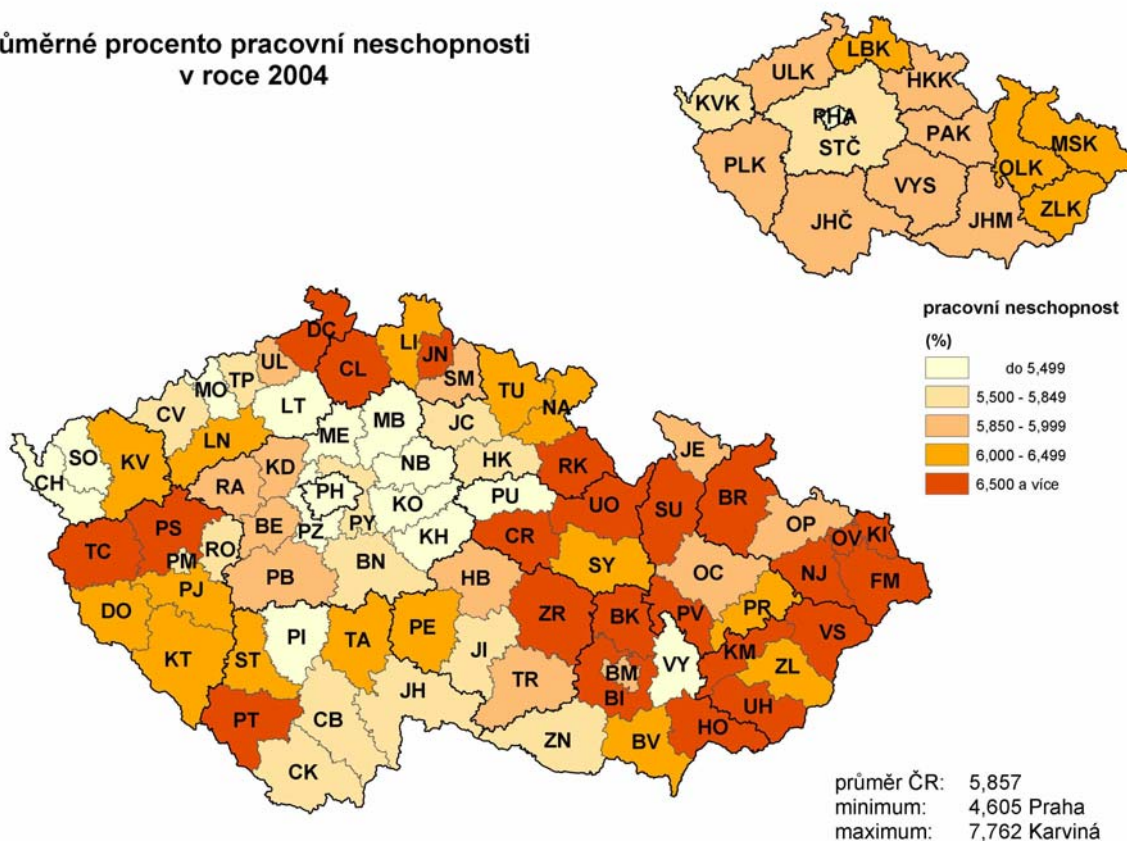 ůměrné procento pracovní neschopnosti
v roce 2004
LBK
ULK
HKK
KVK
PHA
STČ
PAK
MSK
OLK
PLK
VYS
ZLK
JHČ
JHM
pracovní neschopnost
(%)
do 5,499
5,500 - 5,849
5,850 - 5,999
6,000 - 6,499
6,500 a více
DC
LI
JN
UL
CL
SM
TP
MO
TU
NA
CV
LT
MB
JC
ME
LN
SO
KV
HK
CH
KD
NB
RK
JE
RA
PH
KO
PU
UO
SU
BR
PS
BE
PZ
PY
OP
TC
PM
RO
KH
CR
OV
KI
BN
SY
OC
NJ
FM
PB
HB
PJ
DO
ZR
BK
PV
PR
PI
TA
PE
VS
KT
ST
JI
BM
VY
KM
ZL
JH
TR
BI
PT
CB
UH
HO
ZN
BV
CK
průměr ČR: 5,857
minimum: 4,605 Praha
maximum: 7,762 Karviná